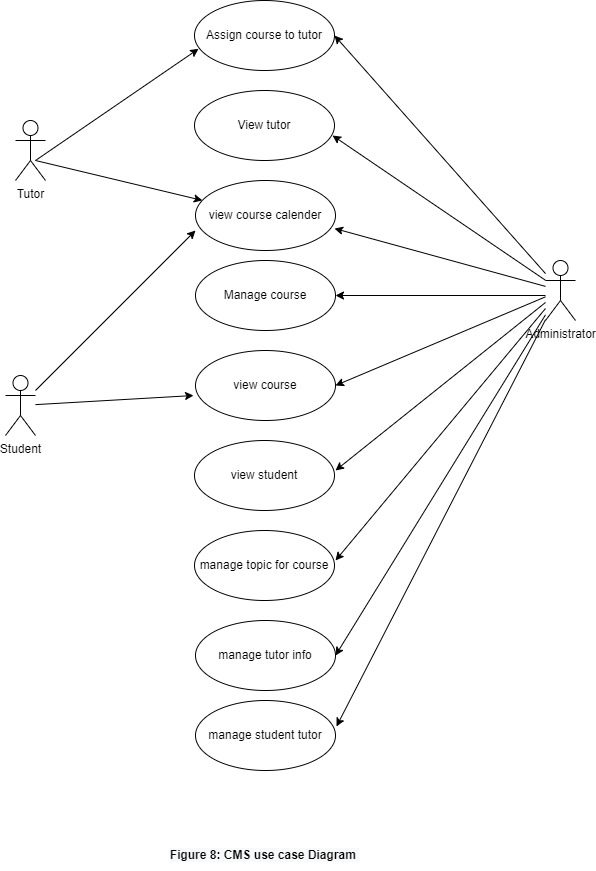 Assign course to tutor
View tutor
Tutor
view course calender
Manage course
Administrator
view course
Student
view student
manage topic for course
manage tutor info
manage student tutor
Figure 8: CMS use case Diagram